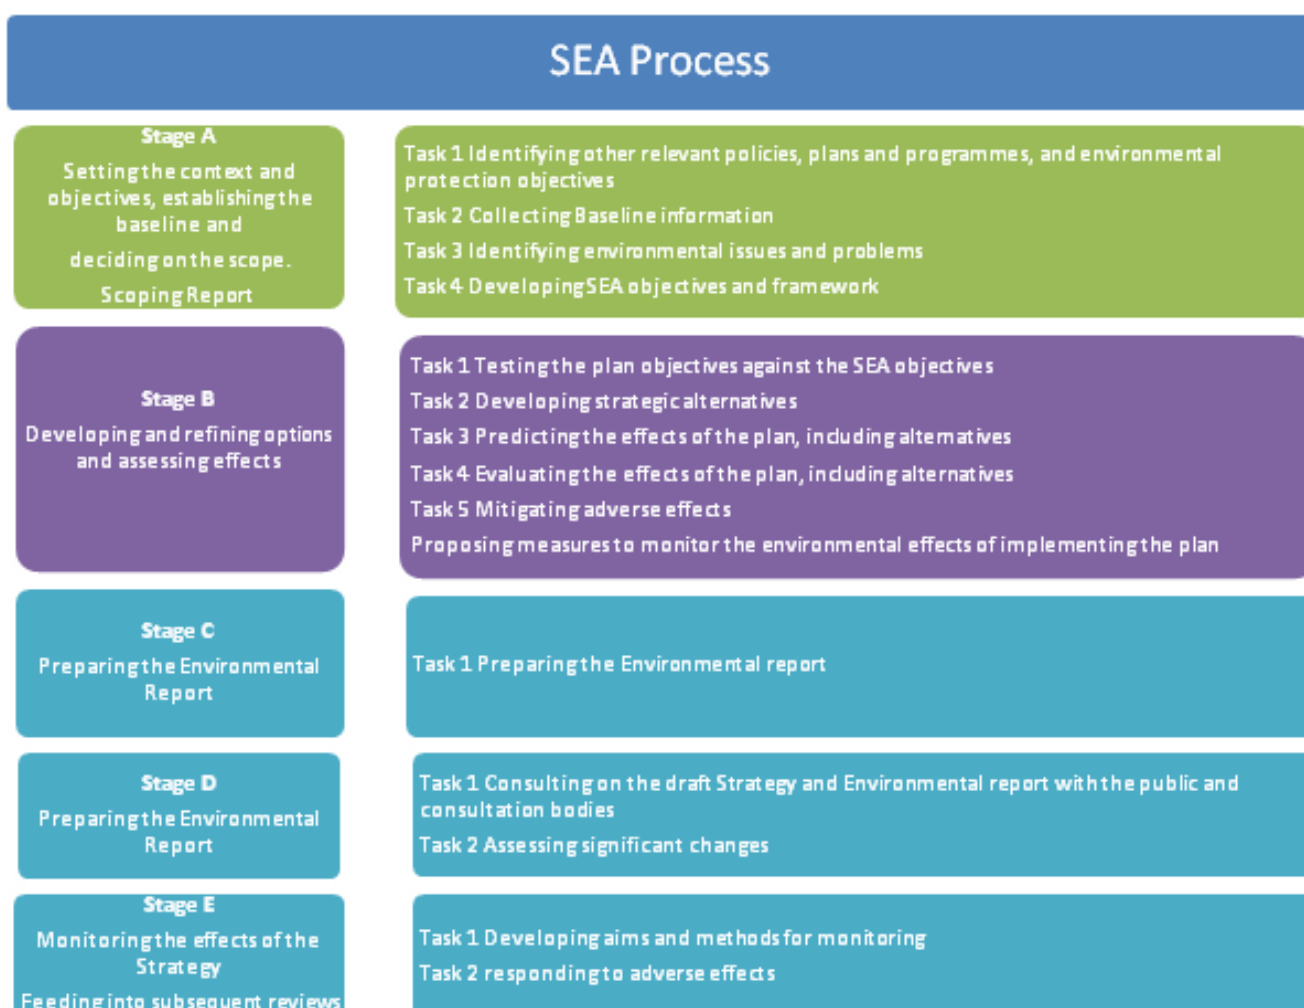 SEA Process
Stage A
Setting the context and
objectives, establishing the
baseline and
deciding on the scope.
Scoping Report
Task 1 Identifying other relevant policies, plans and programmes, and environmental
protection objectives
Task 2 Collecting Baseline information
Task 3 Identifying environmental issues and problems
Task 4 Developing SEA objectives and framework
Stage B
Developing and refining options
and assessing effects
Task 1 Testing the plan objectives against the SEA objectives
Task 2 Developing strategic alternatives
Task 3 Predicting the effects of the plan, including alternatives
Task 4 Evaluating the effects of the plan, including alternatives
Task 5 Mitigating adverse effects
Proposing measures to monitor the environmental effects of implementing the plan
Stage C
Preparing the Environmental
Report
Task 1 Preparing the Environmental report
Stage D
Preparing the Environmental
Report
Task 1 Consulting on the draft Strategy and Environmental report with the public and
consultation bodies
Task 2 Assessing significant changes
Stage E
Monitoring the effects of the
Strategy
Feeding into subsequent reviews
Task 1 Developing aims and methods for monitoring
Task 2 responding to adverse effects